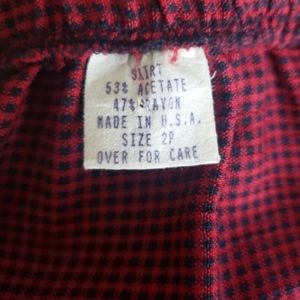 SKIRT
53% ACETATE
47% RAYON
MADE IN U.S.A.
SIZE 2P
OVER FOR CARE